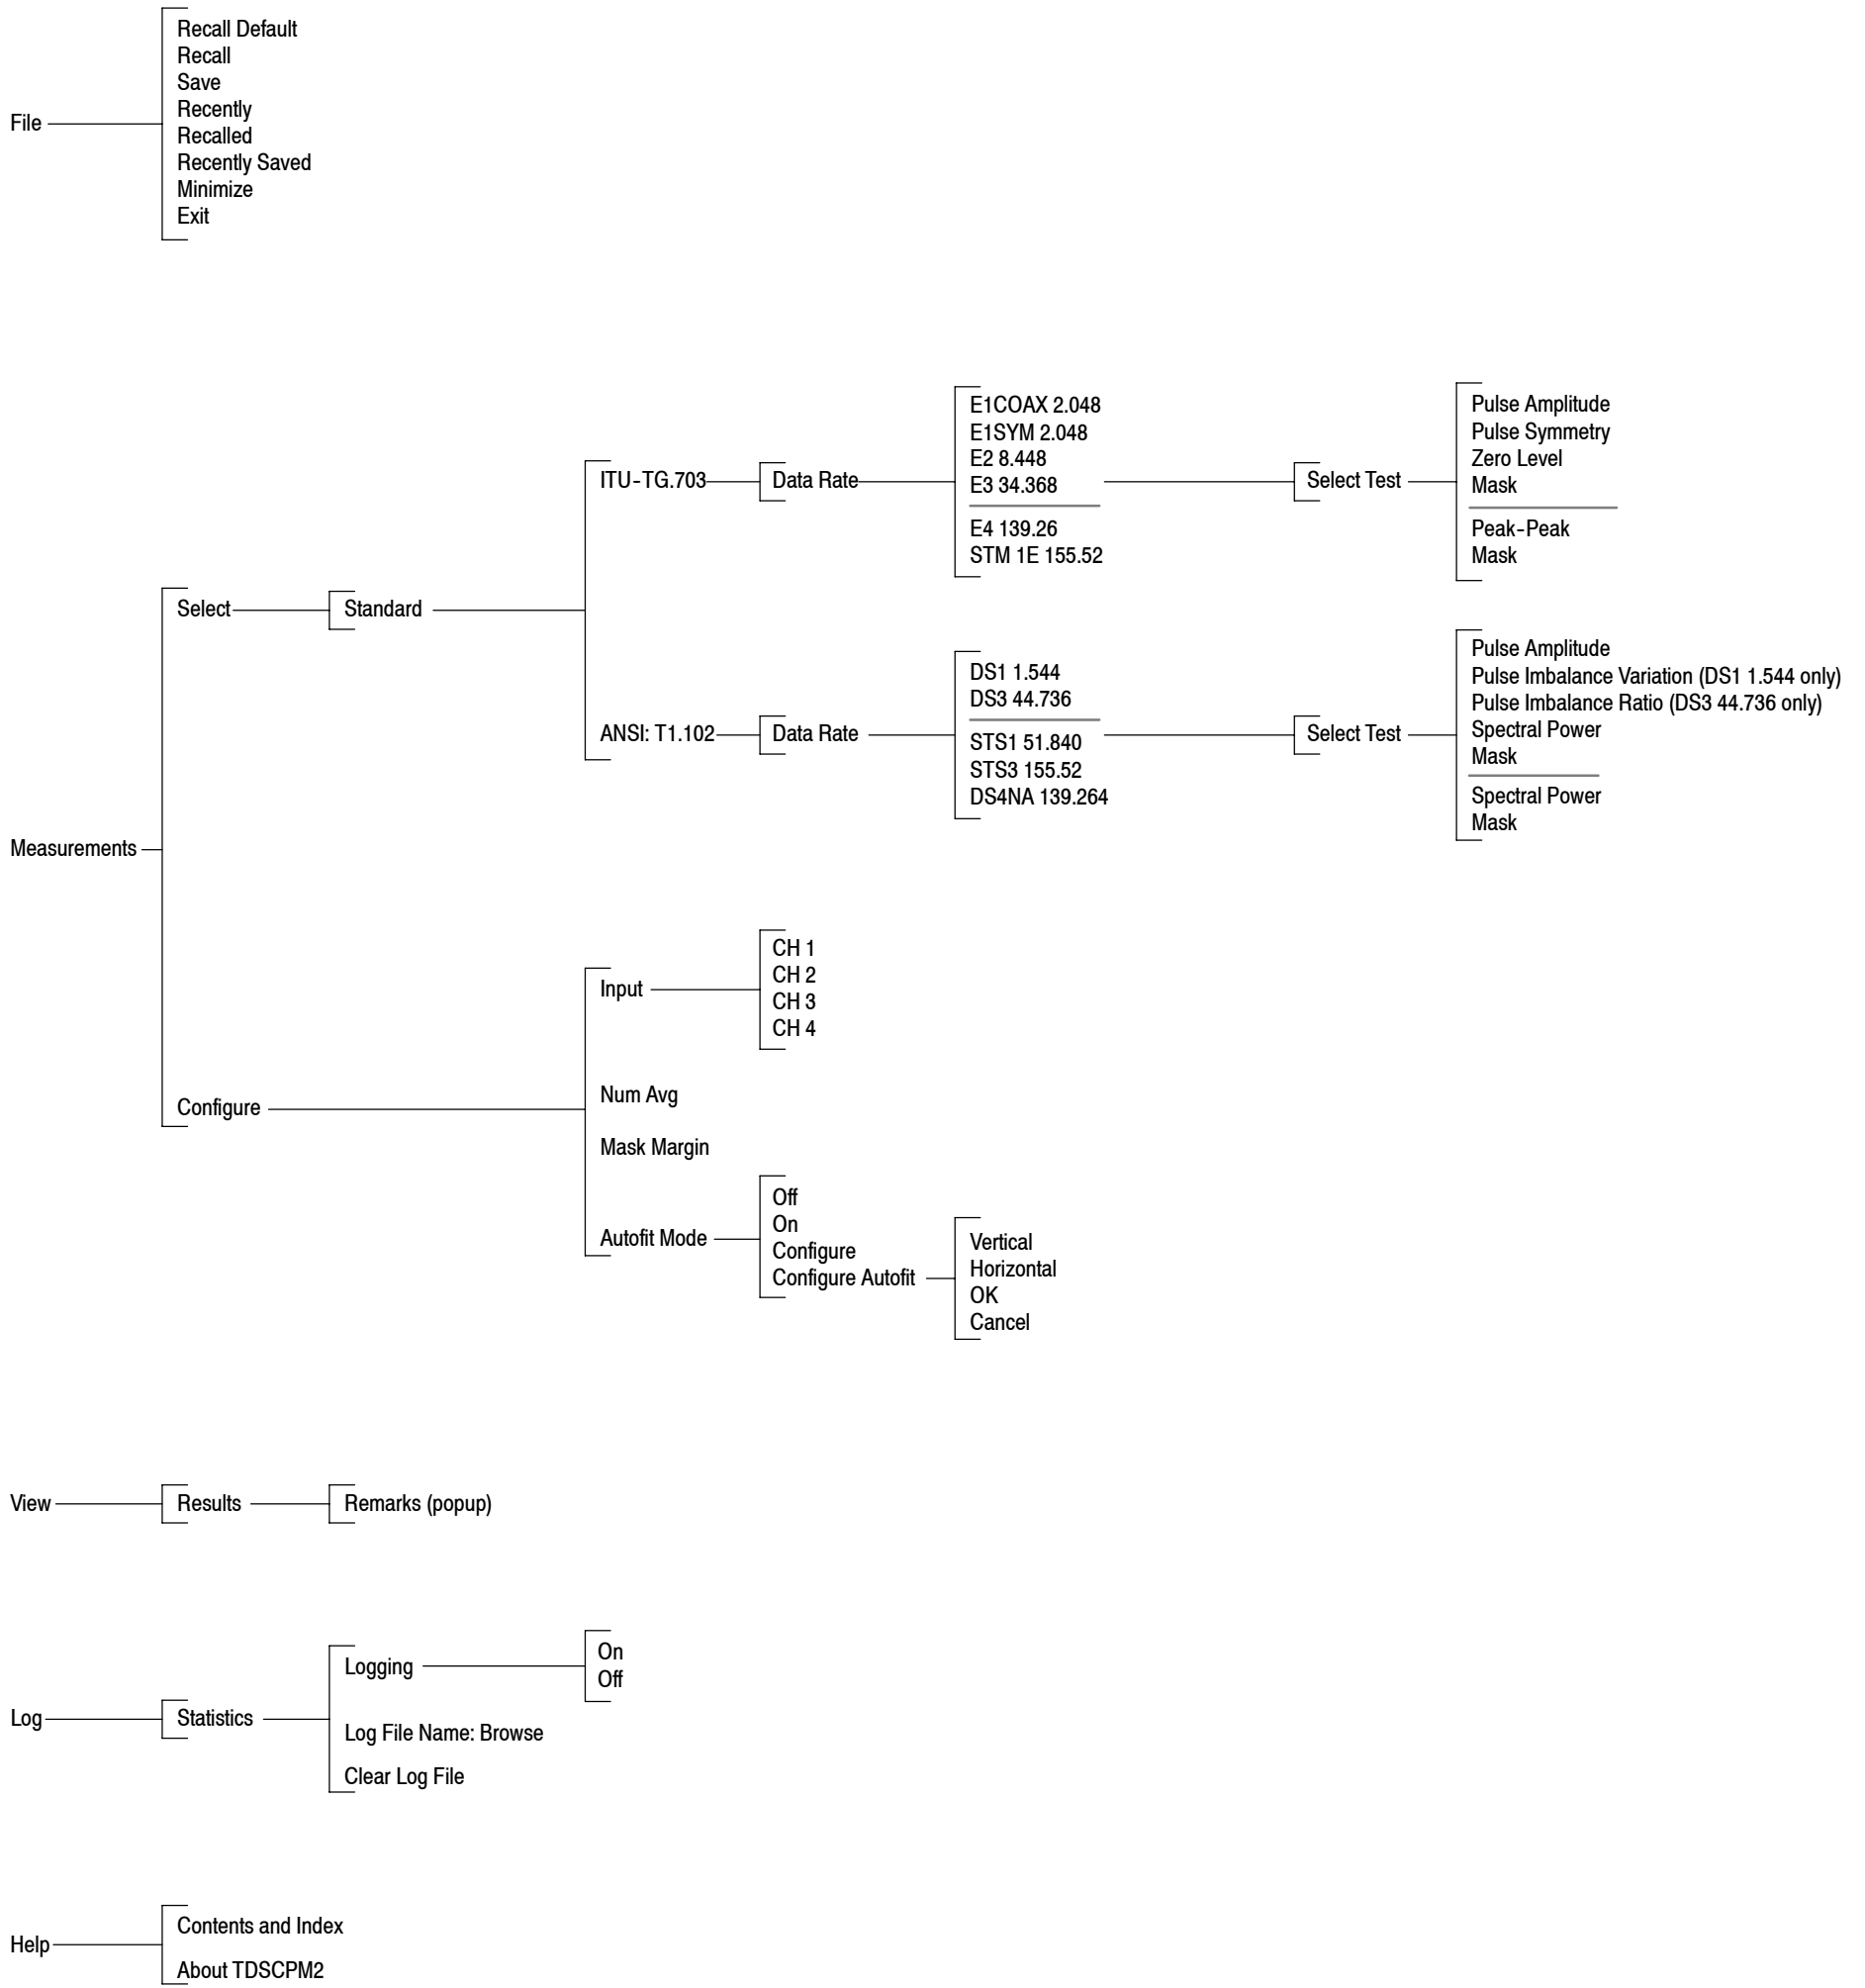 File
Recall Default
Recall
Save
Recently
Recalled
Recently Saved
Minimize
Exit
Measurements
Select
Standard
ITU-TG.703
Data Rate
E1COAX 2.048
E1SYM 2.048
E2 8.448
E3 34.368
E4 139.26
STM 1E 155.52
Select Test
Pulse Amplitude
Pulse Symmetry
Zero Level
Mask
Peak-Peak
Mask
ANSI: T1.102
Data Rate
DS1 1.544
DS3 44.736
STS1 51.840
STS3 155.52
DS4NA 139.264
Select Test
Pulse Amplitude
Pulse Imbalance Variation (DS1 1.544 only)
Pulse Imbalance Ratio (DS3 44.736 only)
Spectral Power
Mask
Spectral Power
Mask
Configure
Input
CH 1
CH 2
CH 3
CH 4
Num Avg
Mask Margin
Autofit Mode
Off
On
Configure
Configure Autofit
Vertical
Horizontal
OK
Cancel
View
Results
Remarks (popup)
Log
Statistics
Logging
On
Off
Log File Name: Browse
Clear Log File
Help
Contents and Index
About TDSCPM2